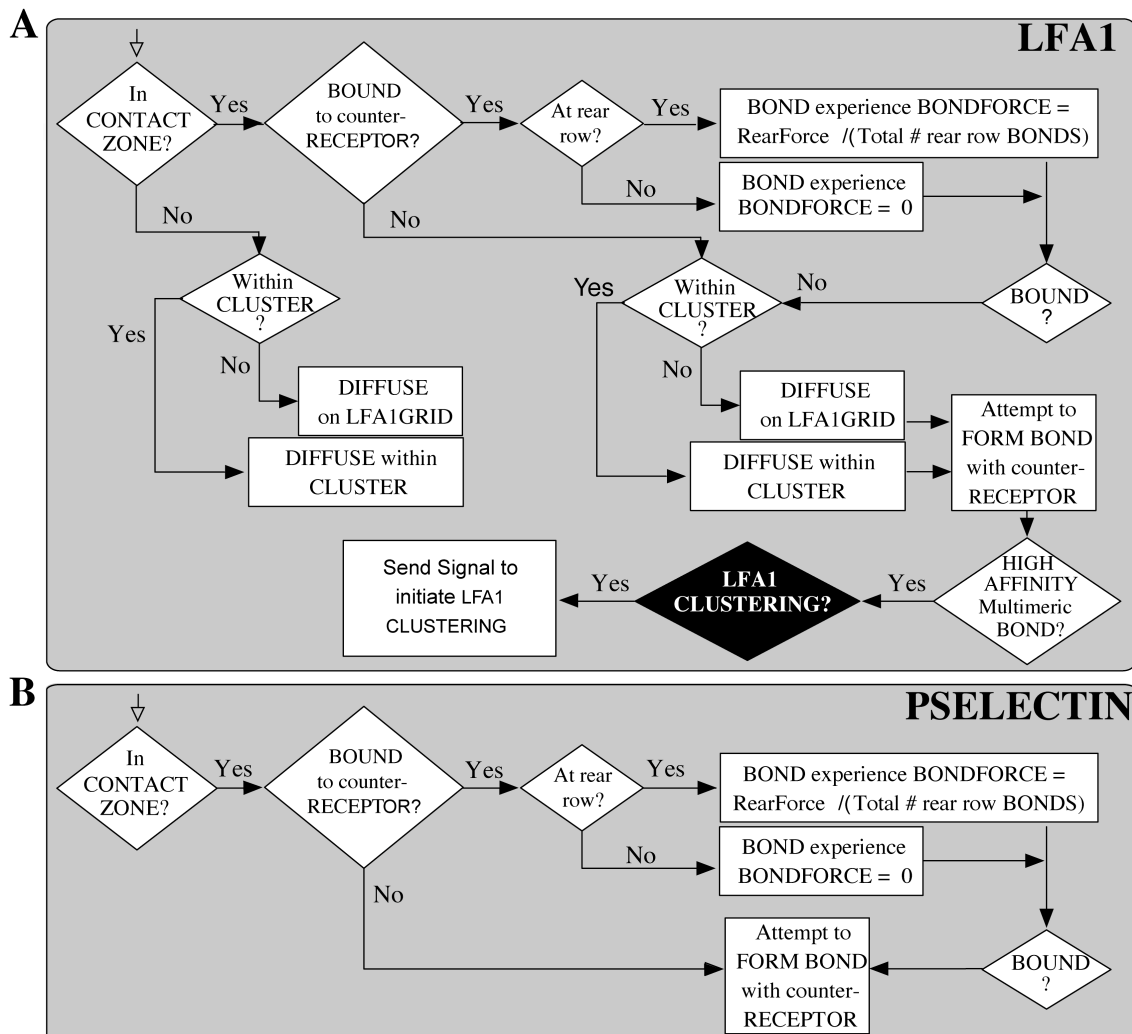 A
LFA1
In
CONTACT
ZONE?
Yes
BOUND
to counter-
RECEPTOR?
Yes
At rear
row?
Yes
BOND experience BONDFORCE =
RearForce /(Total # rear row BONDS)
No
BOND experience
BONDFORCE = 0
No
No
Within
CLUSTER
?
Yes
No
DIFFUSE
on LFA1GRID
DIFFUSE within
CLUSTER
Yes
Within
CLUSTER
?
No
BOUND
?
No
DIFFUSE
on LFA1GRID
DIFFUSE within
CLUSTER
Attempt to
FORM BOND
with counter-
RECEPTOR
HIGH
AFFINITY
Multimeric
BOND?
Yes
LFA1
CLUSTERING?
Yes
Send Signal to
initiate LFA1
CLUSTERING
B
PSELECTIN
In
CONTACT
ZONE?
Yes
BOUND
to counter-
RECEPTOR?
Yes
At rear
row?
Yes
BOND experience BONDFORCE =
RearForce /(Total # rear row BONDS)
No
BOND experience
BONDFORCE = 0
No
Attempt to
FORM BOND
with counter-
RECEPTOR
BOUND
?